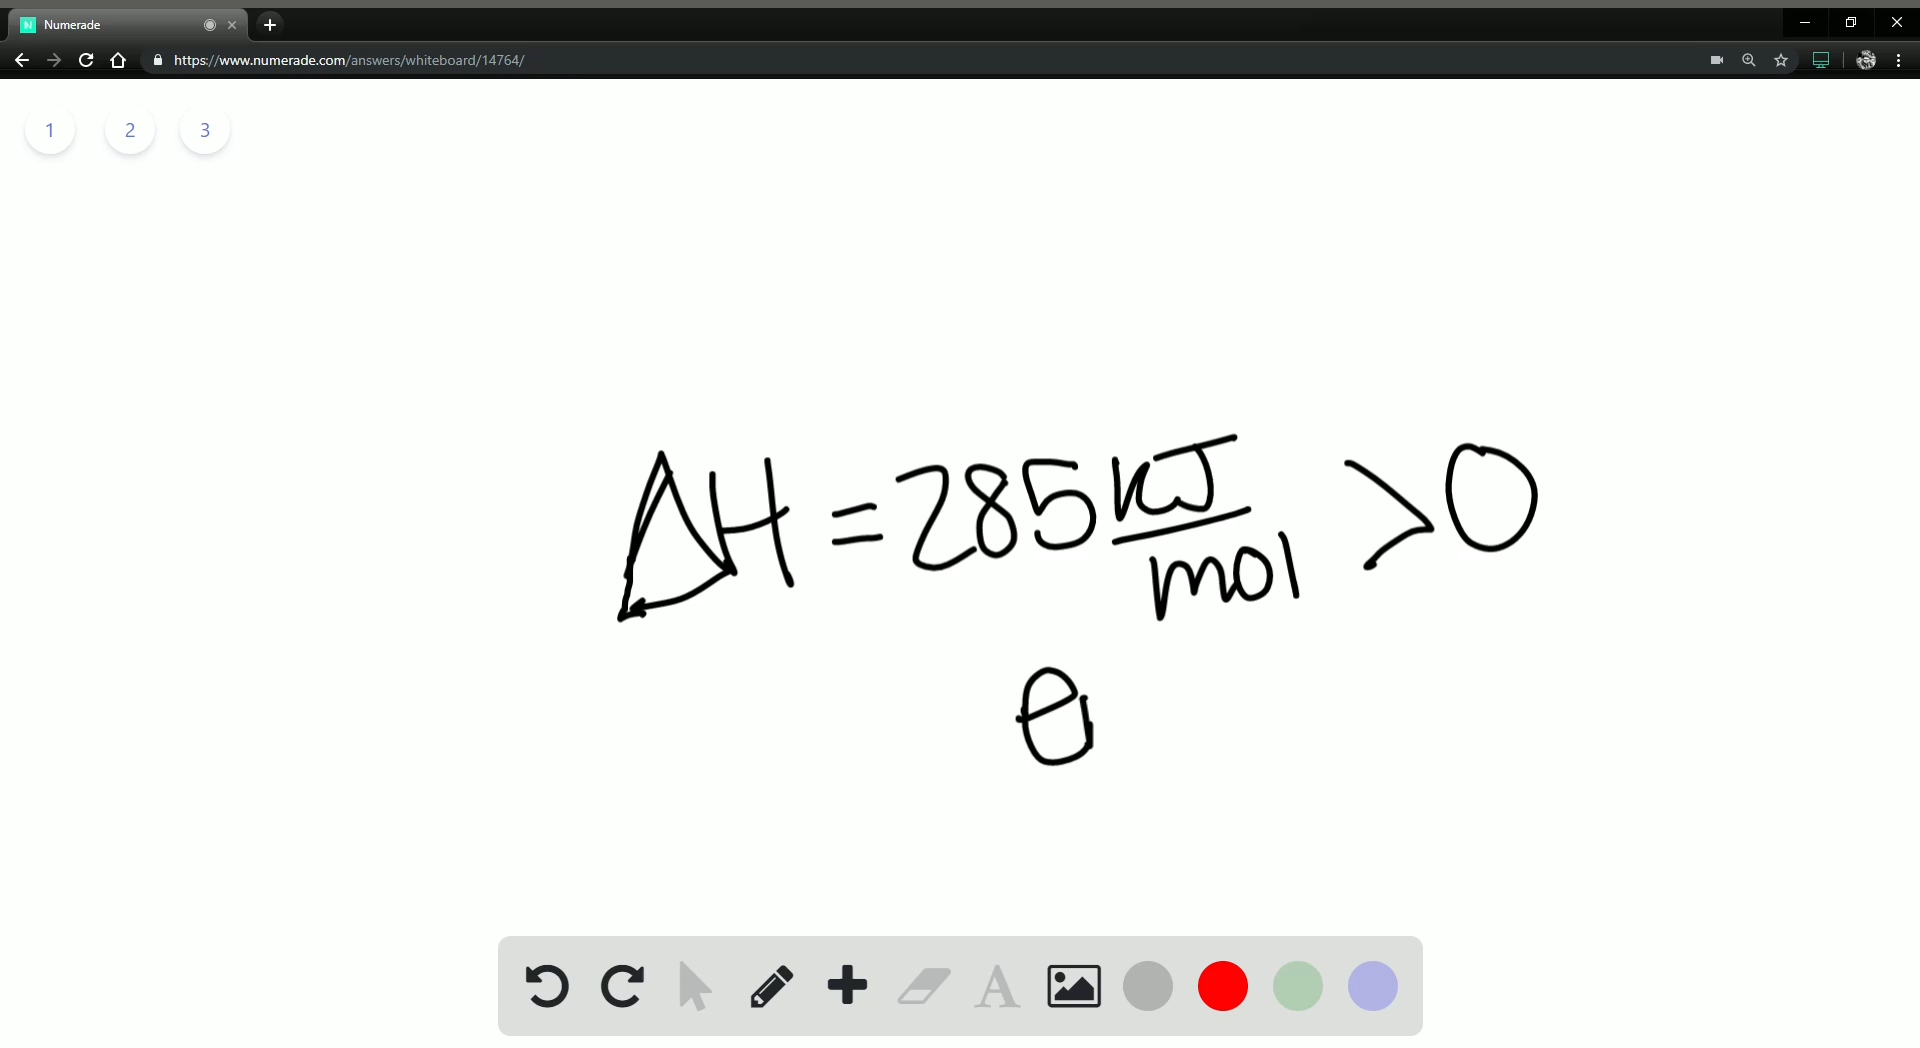 Numerade
https://www.numerade.com/answers/whiteboard/14764/
1 2 3
ΔH = 285 kJ/mol > 0
A